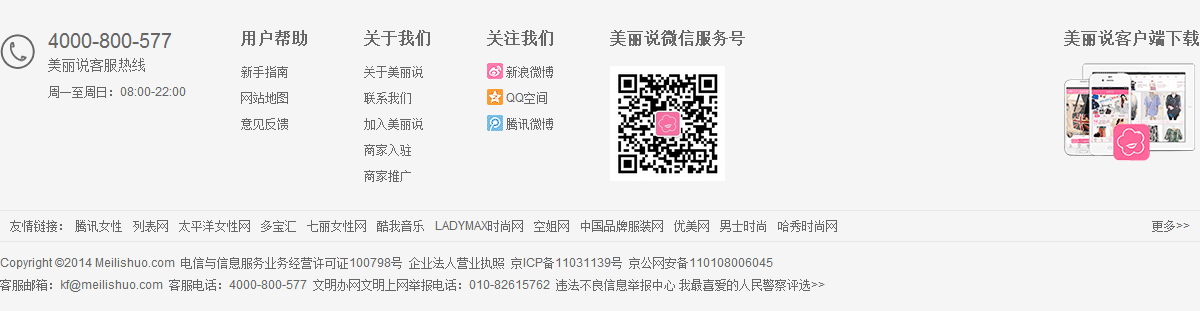 4000-800-577
美丽说客服热线
周一至周日：08:00-22:00
用户帮助
新手指南
网站地图
意见反馈
关于我们
关于美丽说
联系我们
加入美丽说
商家入驻
商家推广
关注我们
新浪微博
QQ空间
腾讯微博
美丽说微信服务号
美丽说客户端下载
友情链接： 腾讯女性 列表网 太平洋女性网 多宝汇 七丽女性网 酷我音乐 LADYMAX时尚网 空姐网 中国品牌服装网 优美网 男士时尚 哈秀时尚网 更多>>
Copyright ©2014 Meilishuo.com 电信与信息服务业务经营许可证100798号 企业法人营业执照 京ICP备11031139号 京公网安备110108006045
客服邮箱：kf@meilishuo.com 客服电话：4000-800-577 文明办网文明上网举报电话：010-82615762 违法不良信息举报中心 我最喜爱的人民警察评选>>